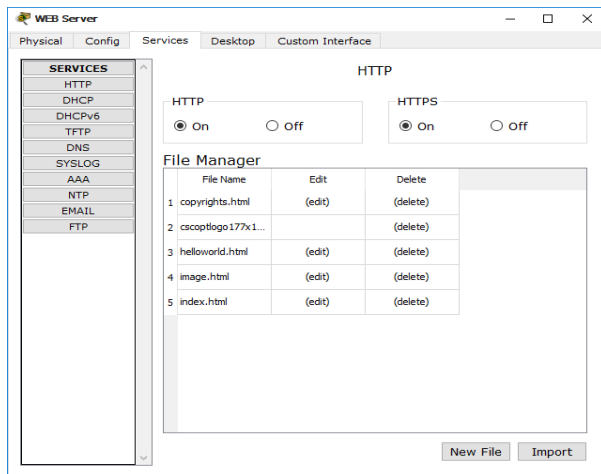 WEB Server
Physical Config Services Desktop Custom Interface
SERVICES
HTTP
DHCP
DHCPv6
TFTP
DNS
SYSLOG
AAA
NTP
EMAIL
FTP
HTTP
HTTP HTTPS
On Off On Off
File Manager
File Name Edit Delete
1 copyrights.html (edit) (delete)
2 cscoptlogo177x1... (delete)
3 helloworld.html (edit) (delete)
4 image.html (edit) (delete)
5 index.html (edit) (delete)
New File Import